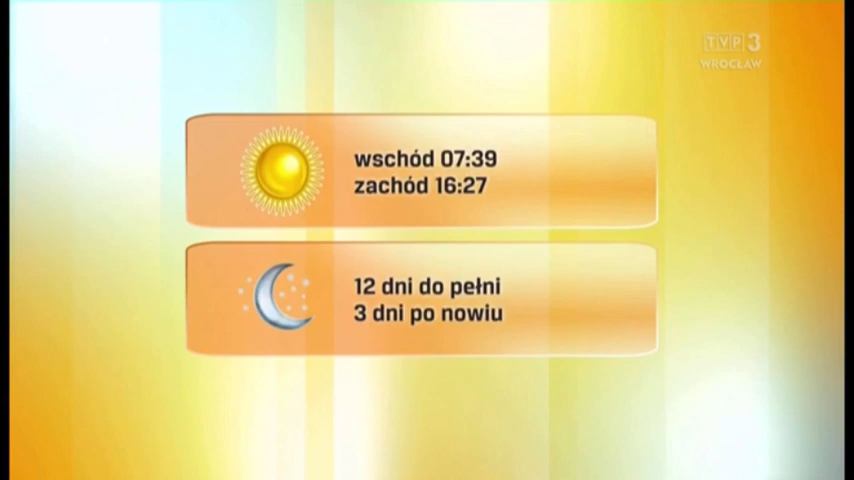 TVP3
WROCŁAW
wschód 07:39
zachód 16:27
12 dni do pełni
3 dni po nowiu